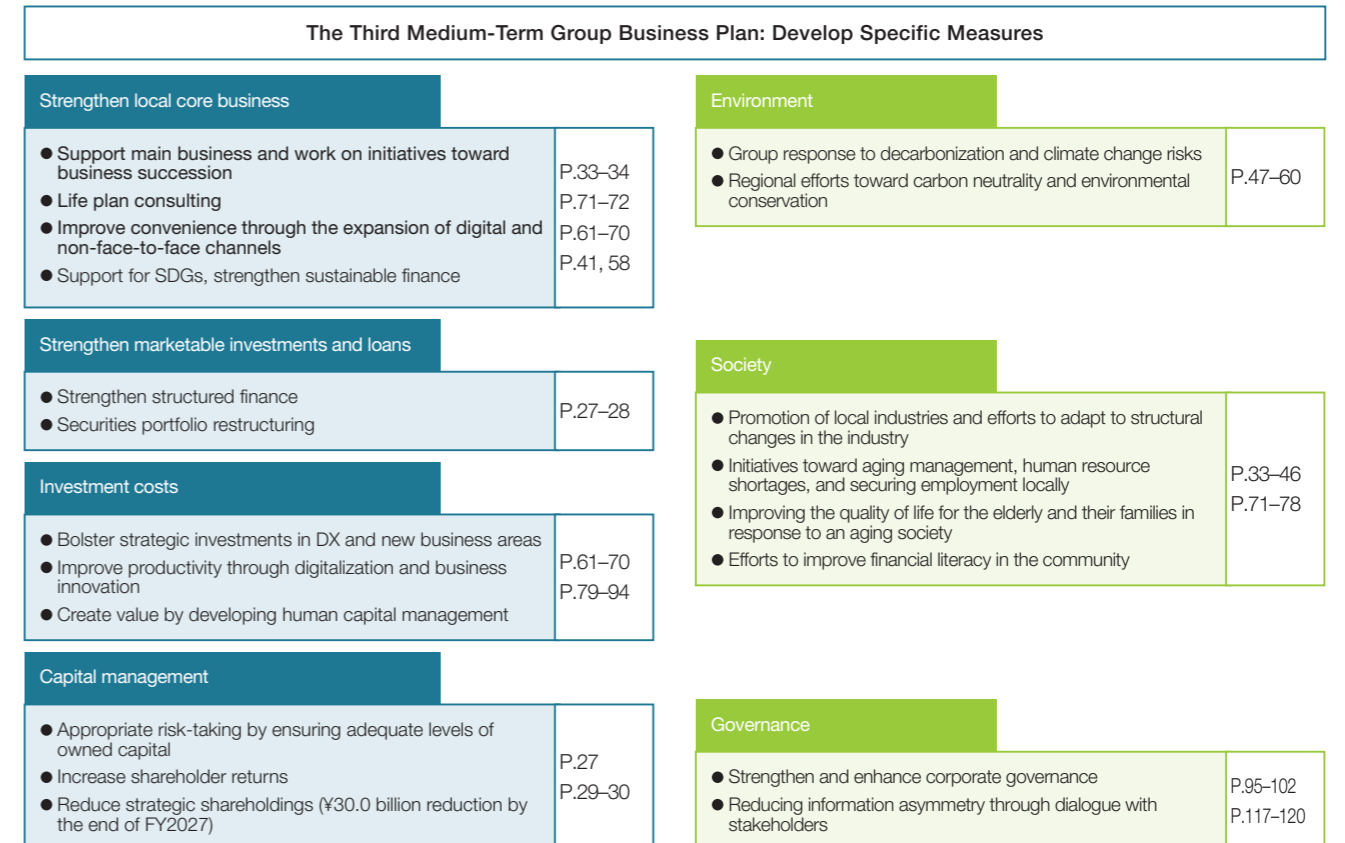 The Third Medium-Term Group Business Plan: Develop Specific Measures
Strengthen local core business
● Support main business and work on initiatives toward
business succession
● Life plan consulting
● Improve convenience through the expansion of digital and
non-face-to-face channels
● Support for SDGs, strengthen sustainable finance
P.33–34
P.71–72
P.61–70
P.41, 58
Strengthen marketable investments and loans
● Strengthen structured finance
● Securities portfolio restructuring
P.27–28
Investment costs
● Bolster strategic investments in DX and new business areas
● Improve productivity through digitalization and business
innovation
● Create value by developing human capital management
P.61–70
P.79–94
Capital management
● Appropriate risk-taking by ensuring adequate levels of
owned capital
● Increase shareholder returns
● Reduce strategic shareholdings (¥30.0 billion reduction by
the end of FY2027)
P.27
P.29–30
Environment
● Group response to decarbonization and climate change risks
● Regional efforts toward carbon neutrality and environmental
conservation
P.47–60
Society
● Promotion of local industries and efforts to adapt to structural
changes in the industry
● Initiatives toward aging management, human resource
shortages, and securing employment locally
● Improving the quality of life for the elderly and their families in
response to an aging society
● Efforts to improve financial literacy in the community
P.33–46
P.71–78
Governance
● Strengthen and enhance corporate governance
● Reducing information asymmetry through dialogue with
stakeholders
P.95–102
P.117–120